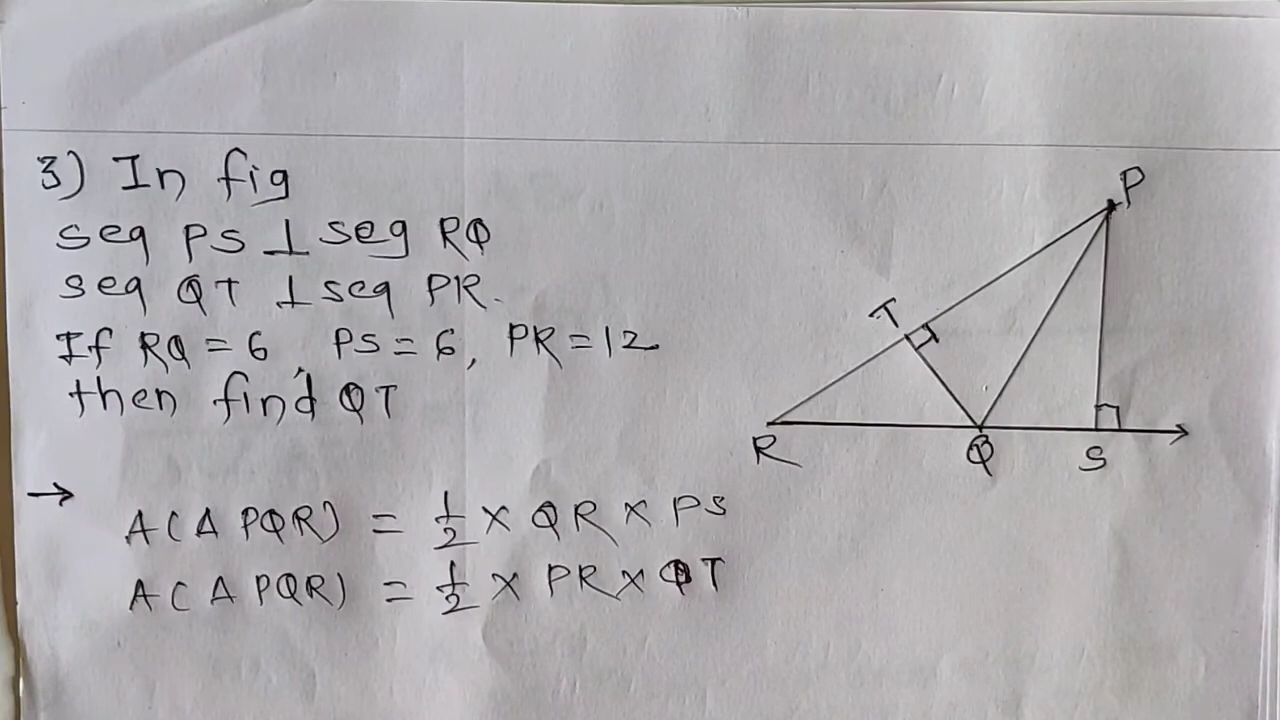 3) In fig
seg PS ⊥ seg RQ
seg QT ⊥ seg PR.
If RQ = 6, PS = 6, PR = 12
then find QT
P
T
R
Q
S
→ A(△PQR) = 1/2 × QR × PS
A(△PQR) = 1/2 × PR × QT